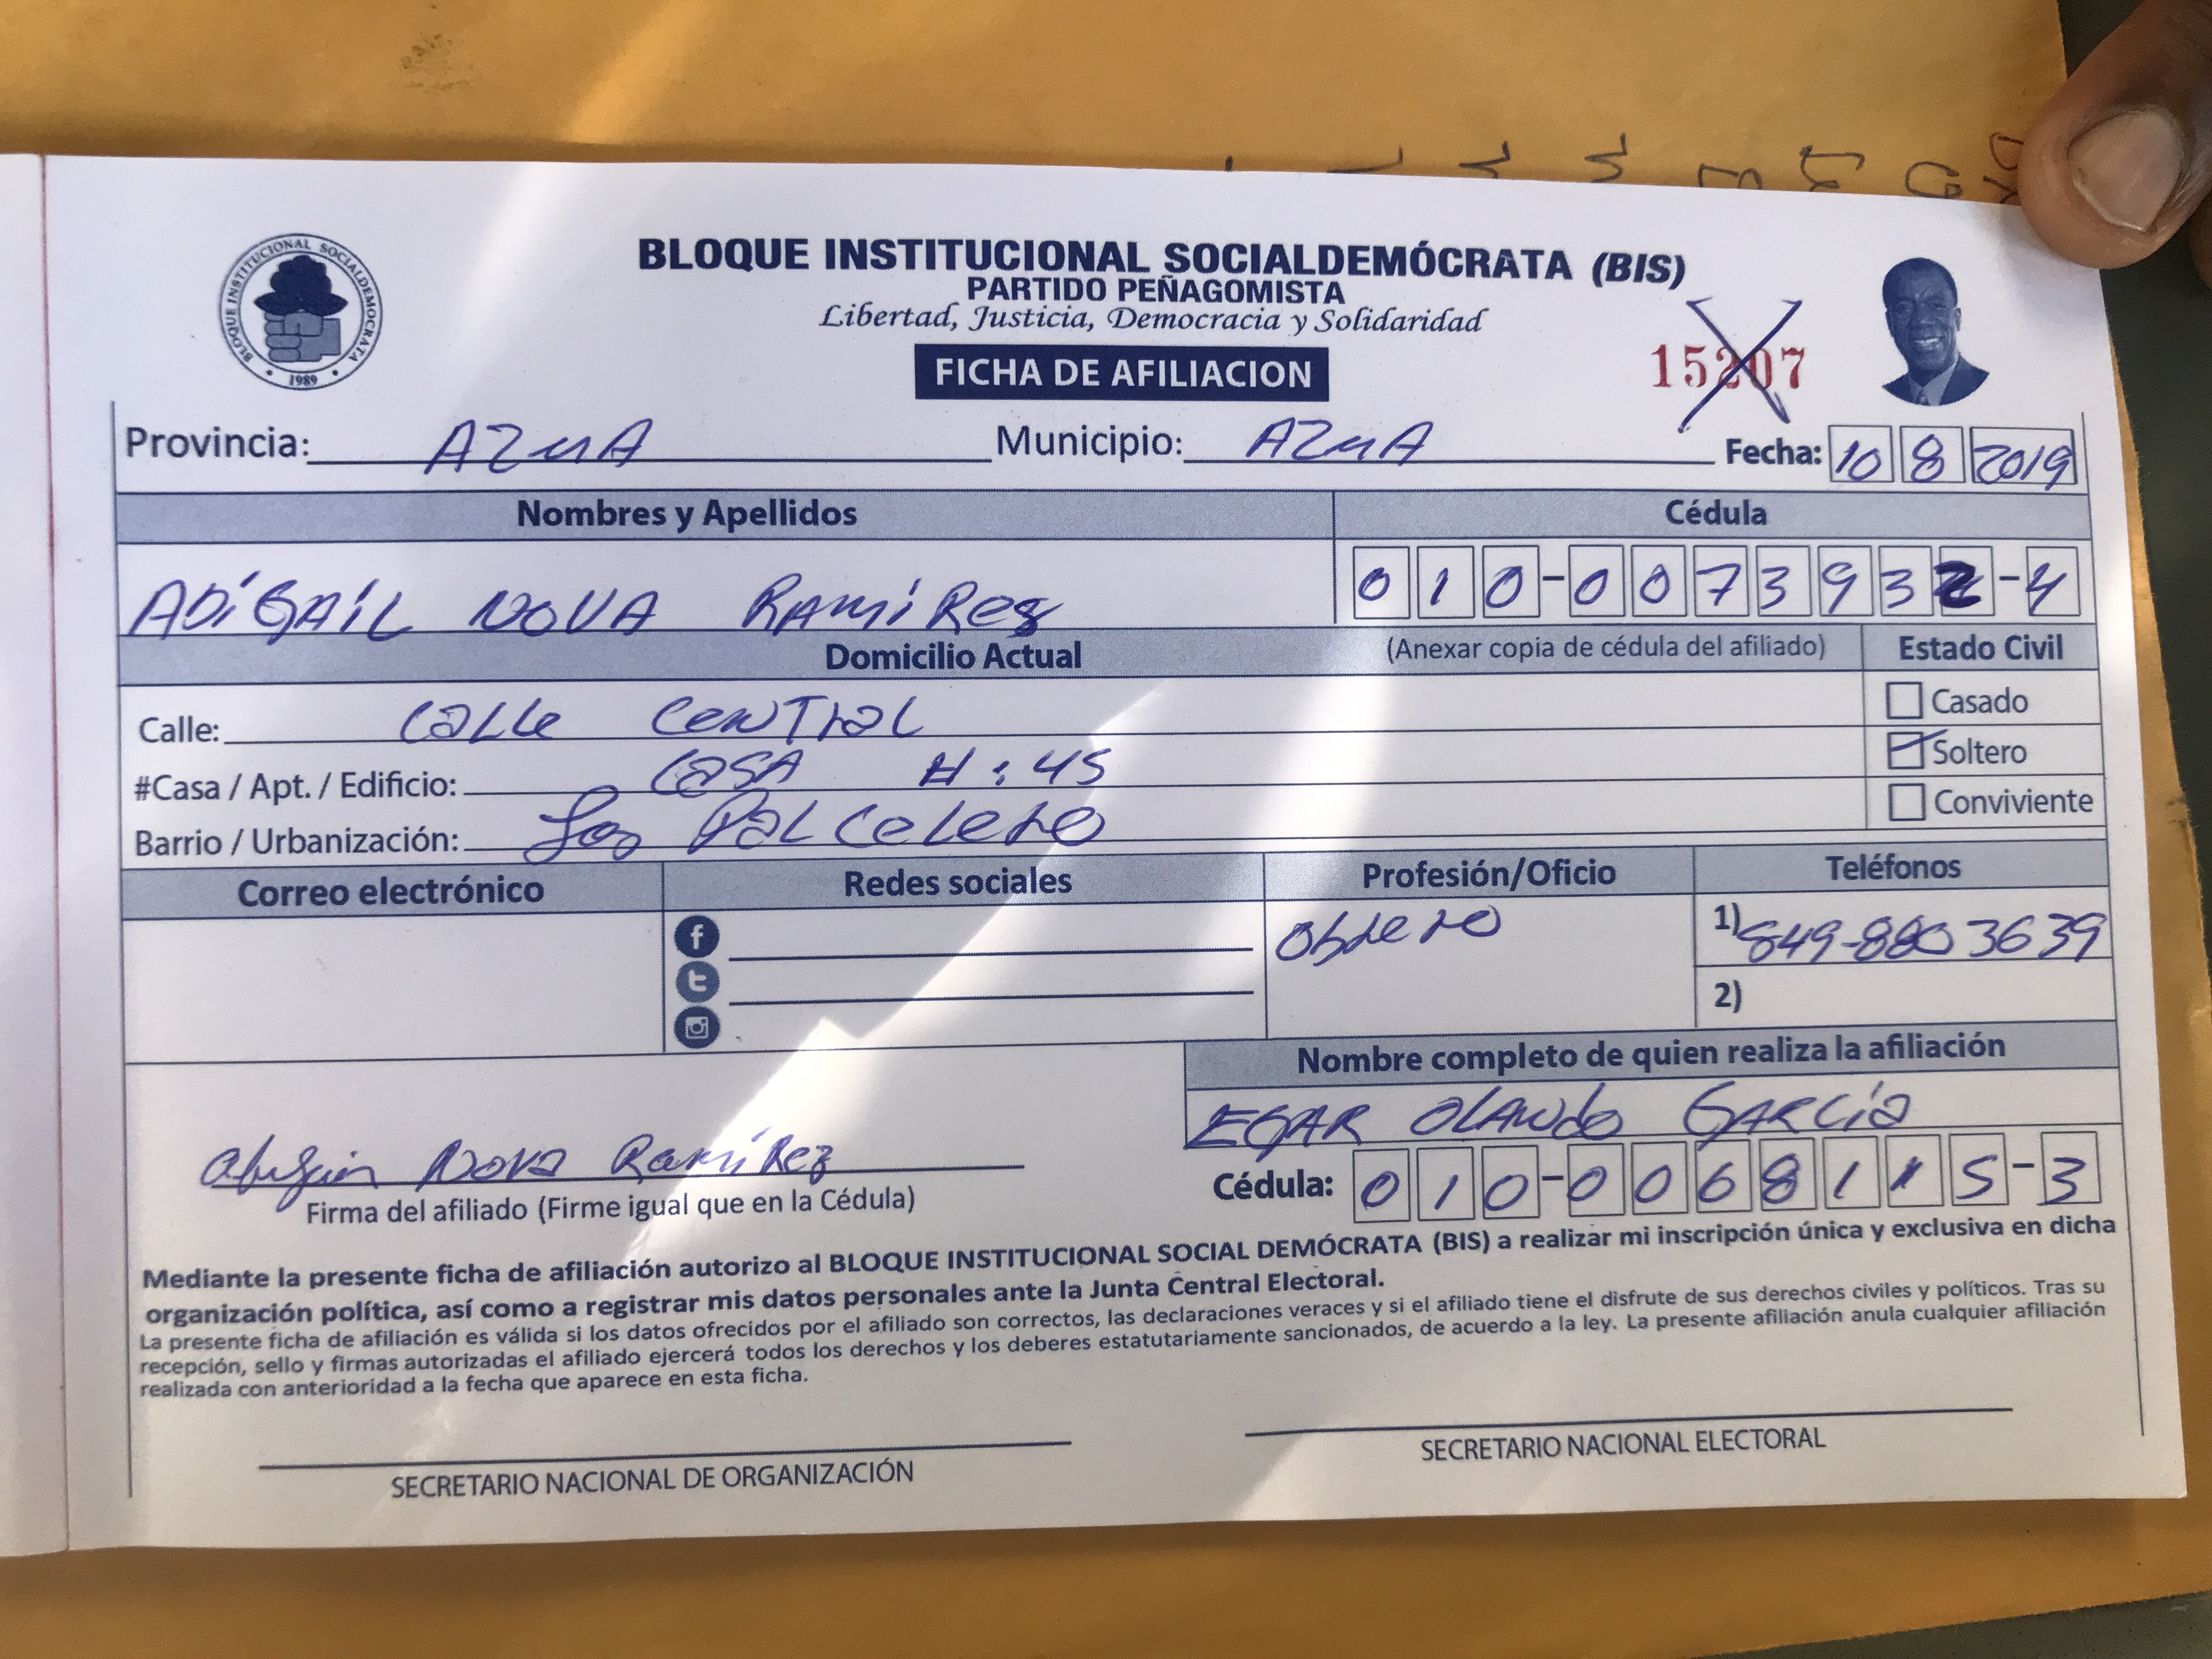 BLOQUE INSTITUCIONAL SOCIALDEMOCRATA
1989
BLOQUE INSTITUCIONAL SOCIALDEMÓCRATA (BIS)
PARTIDO PEÑAGOMISTA
Libertad, Justicia, Democracia y Solidaridad
FICHA DE AFILIACION
15207
Provincia: AZUA Municipio: AZUA Fecha: 10 8 2019
Nombres y Apellidos Cédula
ABIGAIL NOVA RAMIREZ 010-0073932-4
Domicilio Actual (Anexar copia de cédula del afiliado) Estado Civil
Calle: CALLE CENTRAL Casado
#Casa / Apt. / Edificio: CASA #: 45 Soltero
Barrio / Urbanización: Los Parcelero Conviviente
Correo electrónico Redes sociales Profesión/Oficio Teléfonos
Obrero 1) 849-880 3639
2)
Nombre completo de quien realiza la afiliación
EGAR OLANDO GARCIA
Nova Ramírez Cédula: 010-0068115-3
Firma del afiliado (Firme igual que en la Cédula)
Mediante la presente ficha de afiliación autorizo al BLOQUE INSTITUCIONAL SOCIAL DEMÓCRATA (BIS) a realizar mi inscripción única y exclusiva en dicha
organización política, así como a registrar mis datos personales ante la Junta Central Electoral.
La presente ficha de afiliación es válida si los datos ofrecidos por el afiliado son correctos, las declaraciones veraces y si el afiliado tiene el disfrute de sus derechos civiles y políticos. Tras su
recepción, sello y firmas autorizadas el afiliado ejercerá todos los derechos y los deberes estatutariamente sancionados, de acuerdo a la ley. La presente afiliación anula cualquier afiliación
realizada con anterioridad a la fecha que aparece en esta ficha.
SECRETARIO NACIONAL DE ORGANIZACIÓN SECRETARIO NACIONAL ELECTORAL